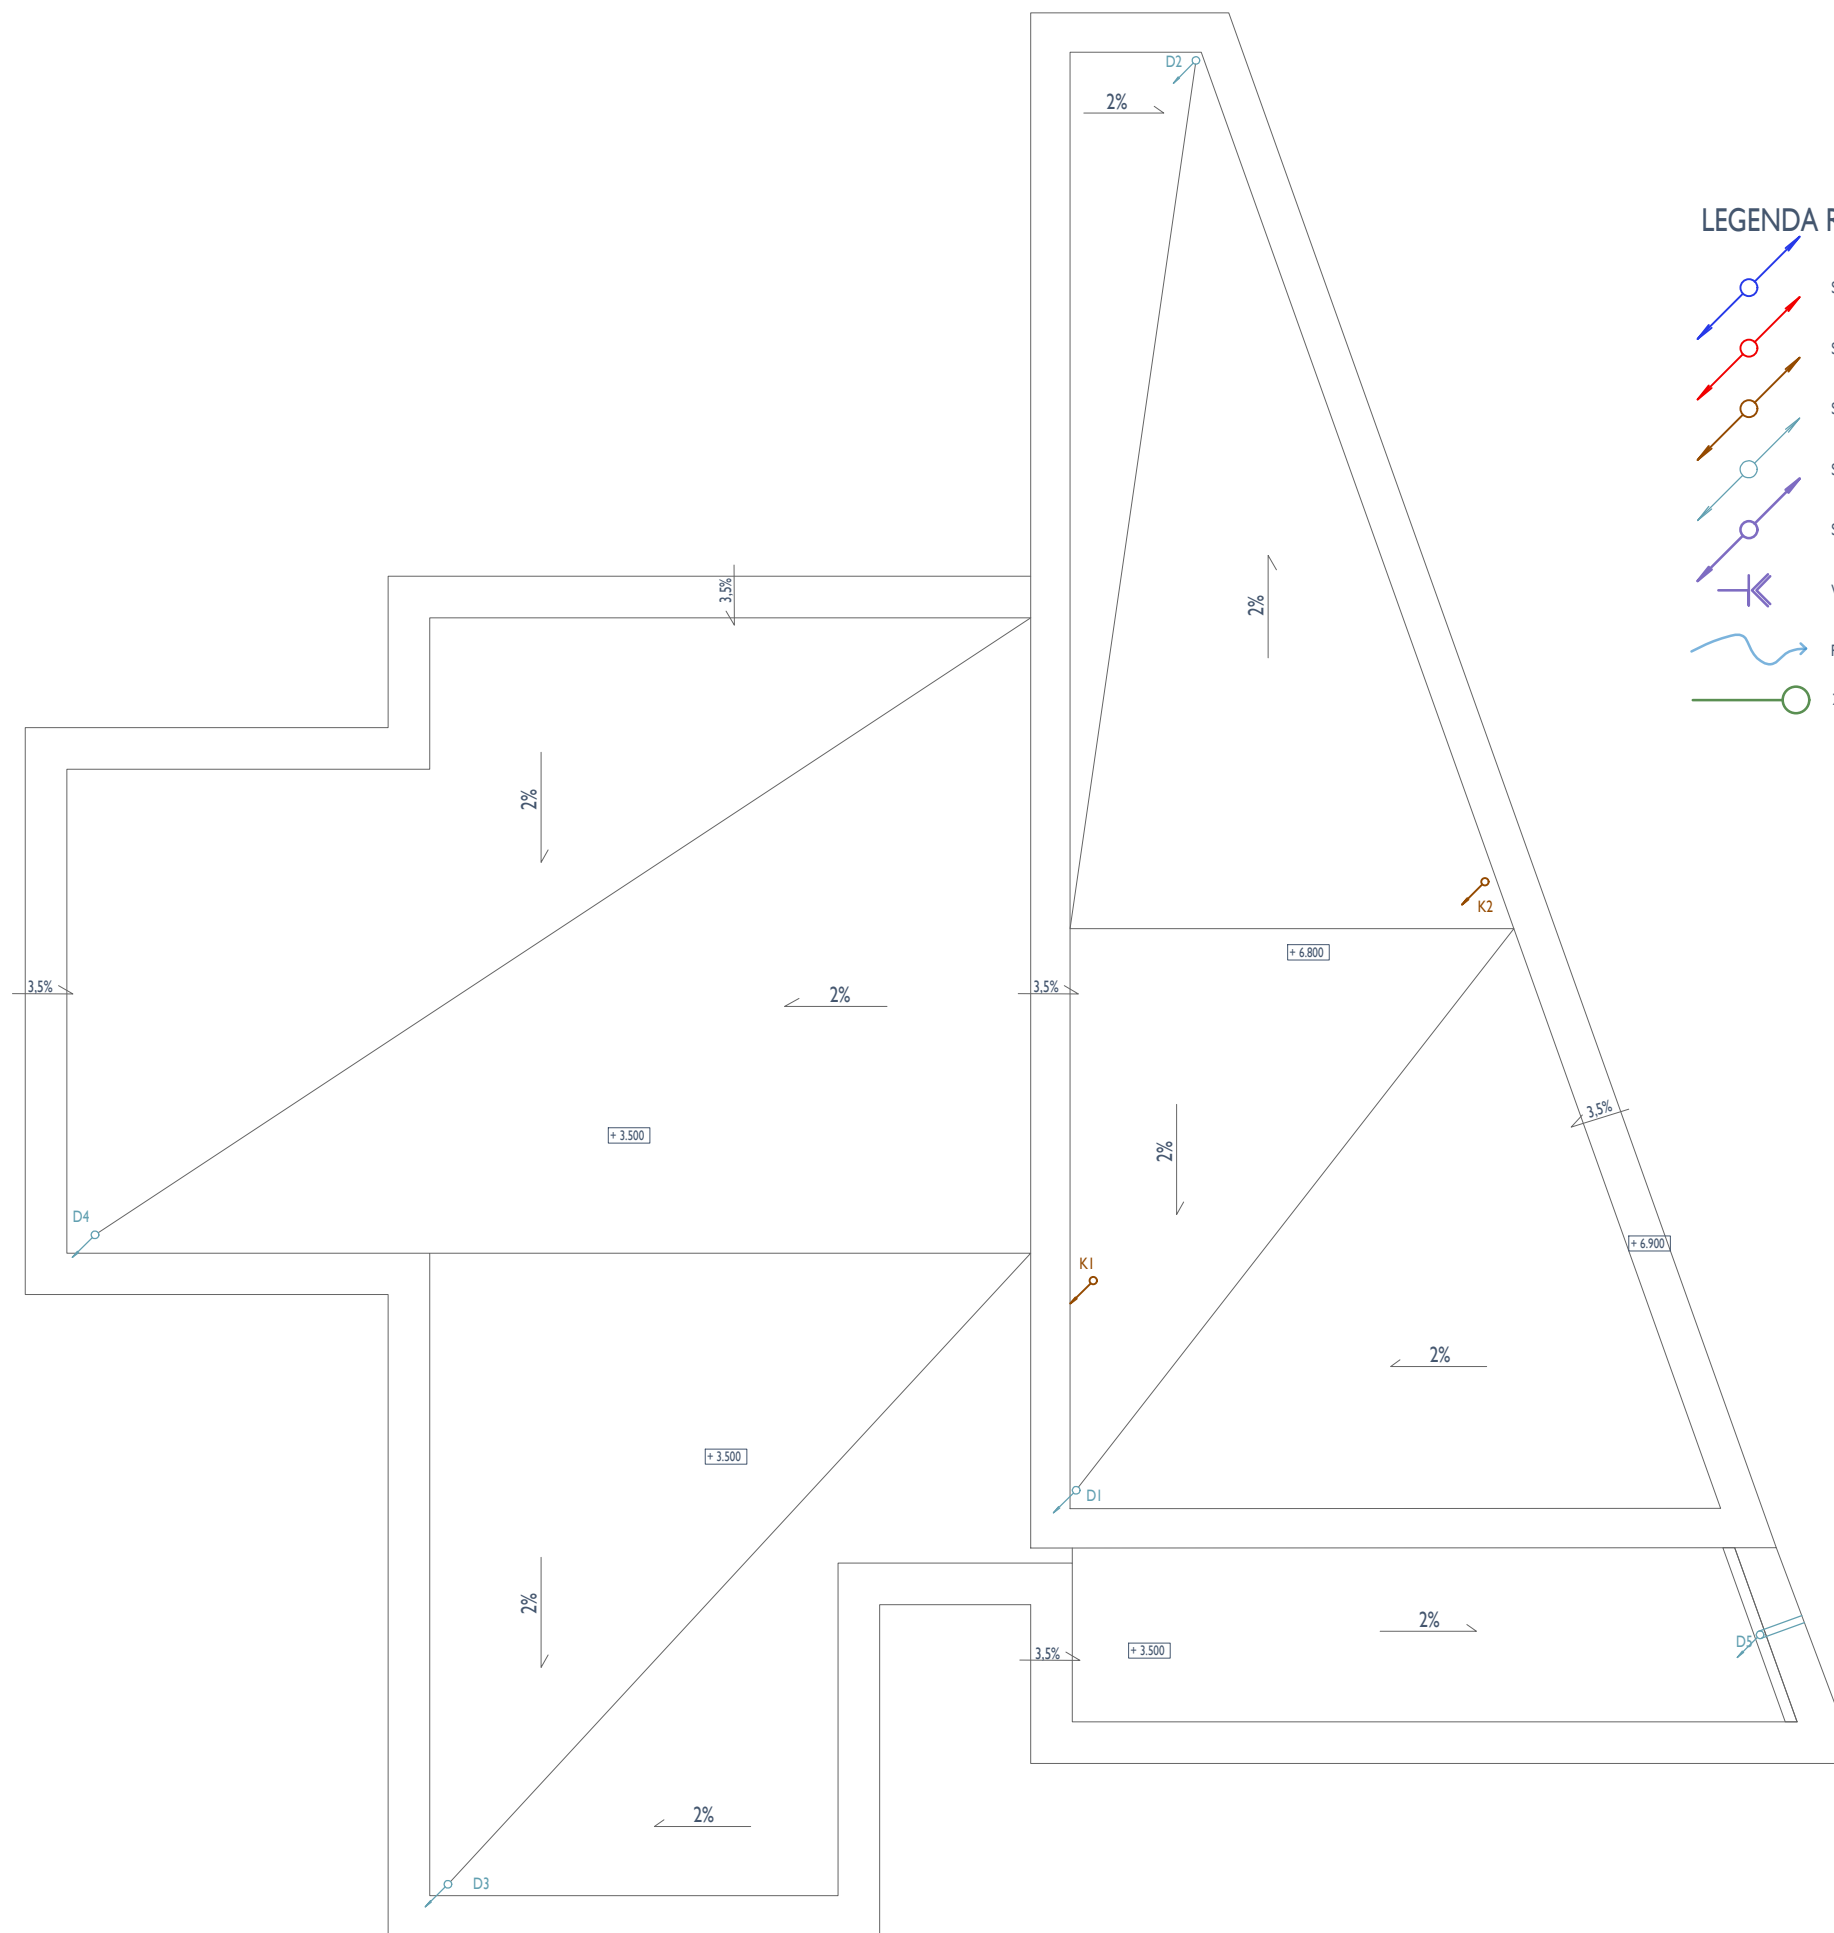 D2
2%
LEGENDA
3,5%
2%
2%
K2
+ 6.800
3,5%
2%
3,5%
3,5%
+ 3.500
2%
D4
+ 6.900
K1
2%
+ 3.500
D1
2%
2%
3,5%
+ 3.500
D5
2%
D3